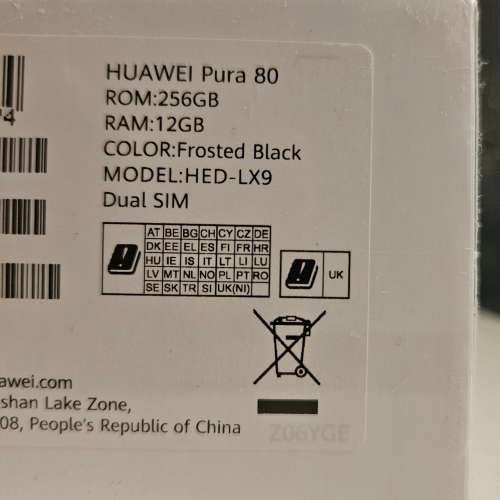 HUAWEI Pura 80
ROM:256GB
RAM:12GB
COLOR:Frosted Black
MODEL:HED-LX9
Dual SIM
AT BE BG CH CY CZ DE
DK EE EL ES FI FR HR
HU IE IS IT LT LI LU
LV MT NL NO PL PT RO
SE SK TR SI UK(NI)
UK
awei.com
shan Lake Zone,
08, People's Republic of China
Z06YGE